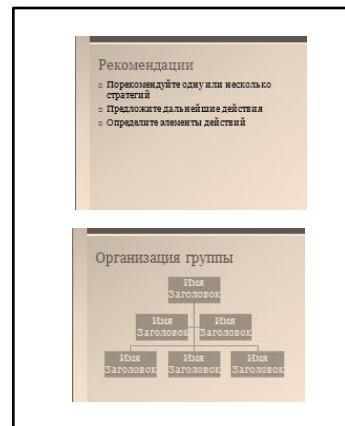 Рекомендации
Порекомендуйте одну или несколько
стратегий
Предложите дальнейшие действия
Определите элементы действий
Организация группы
Имя
Заголовок
Имя
Заголовок
Имя
Заголовок
Имя
Заголовок
Имя
Заголовок
Имя
Заголовок